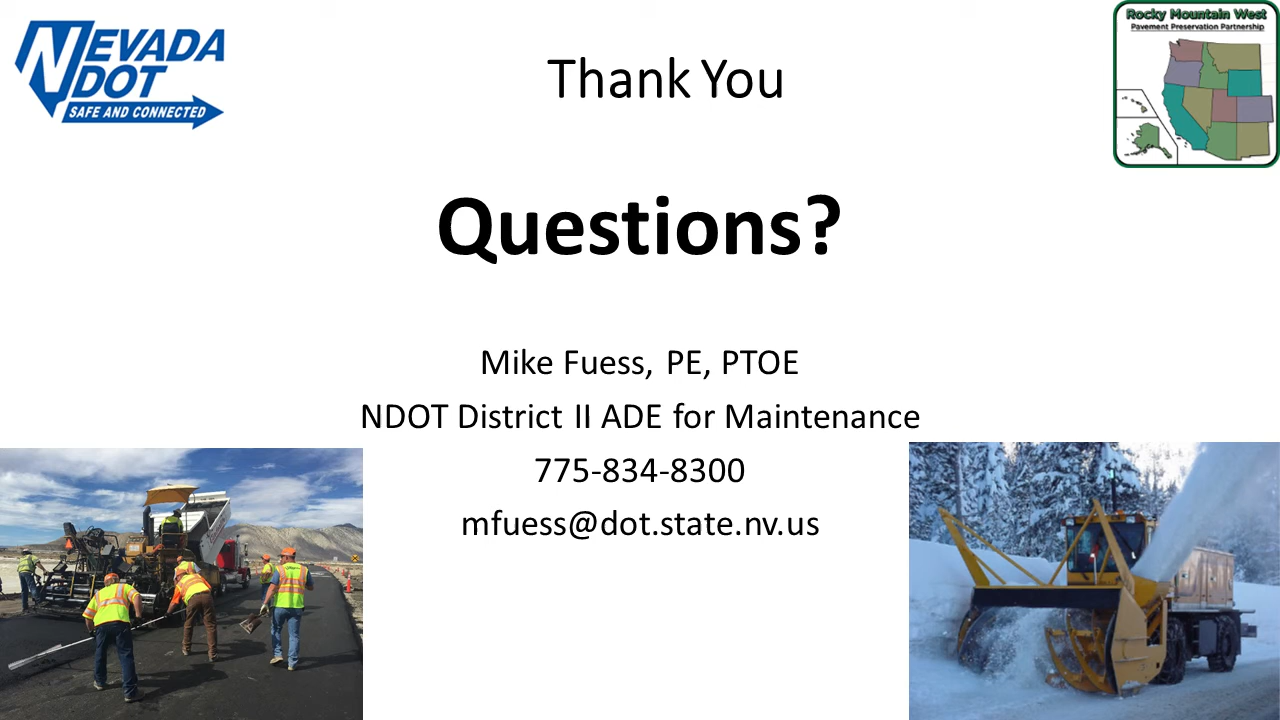 NEVADA
DOT
SAFE AND CONNECTED
Thank You
Rocky Mountain West
Pavement Preservation Partnership
Questions?
Mike Fuess, PE, PTOE
NDOT District II ADE for Maintenance
775-834-8300
mfuess@dot.state.nv.us